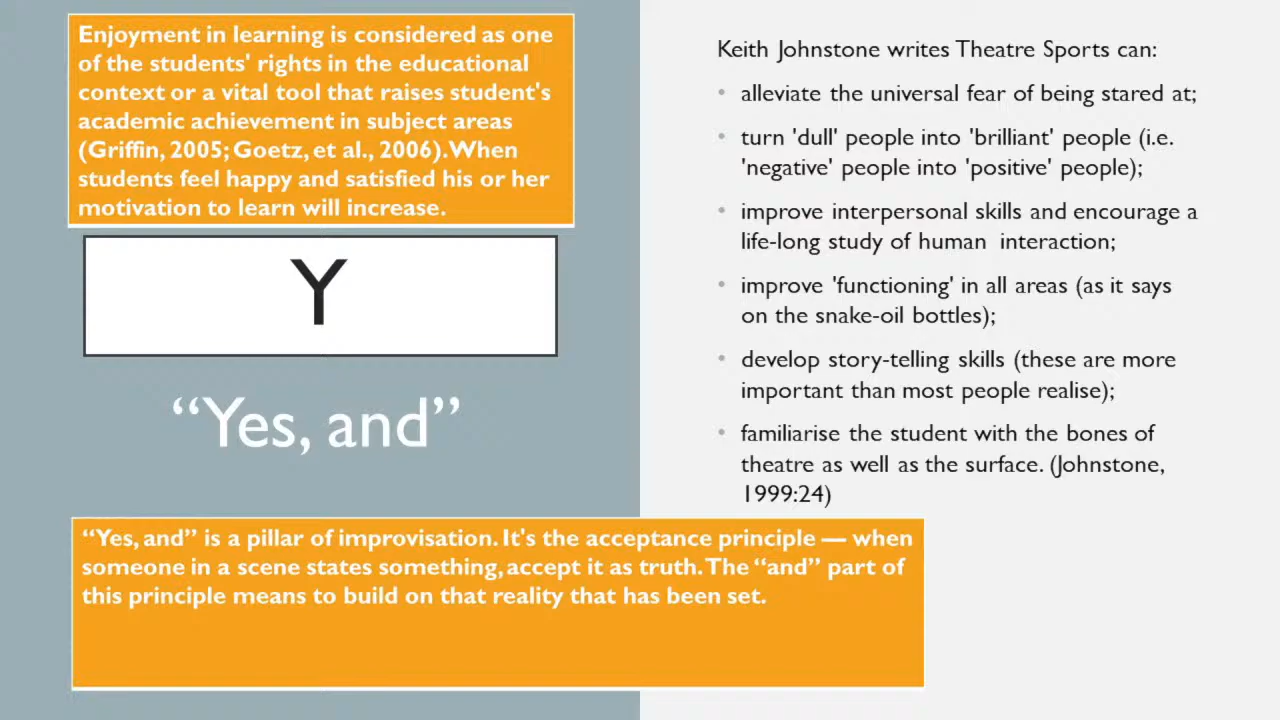 Enjoyment in learning is considered as one
of the students' rights in the educational
context or a vital tool that raises student's
academic achievement in subject areas
(Griffin, 2005; Goetz, et al., 2006). When
students feel happy and satisfied his or her
motivation to learn will increase.
Y
“Yes, and”
Keith Johnstone writes Theatre Sports can:
• alleviate the universal fear of being stared at;
• turn 'dull' people into 'brilliant' people (i.e.
'negative' people into 'positive' people);
• improve interpersonal skills and encourage a
life-long study of human interaction;
• improve 'functioning' in all areas (as it says
on the snake-oil bottles);
• develop story-telling skills (these are more
important than most people realise);
• familiarise the student with the bones of
theatre as well as the surface. (Johnstone,
1999:24)
“Yes, and” is a pillar of improvisation. It's the acceptance principle — when
someone in a scene states something, accept it as truth. The “and” part of
this principle means to build on that reality that has been set.